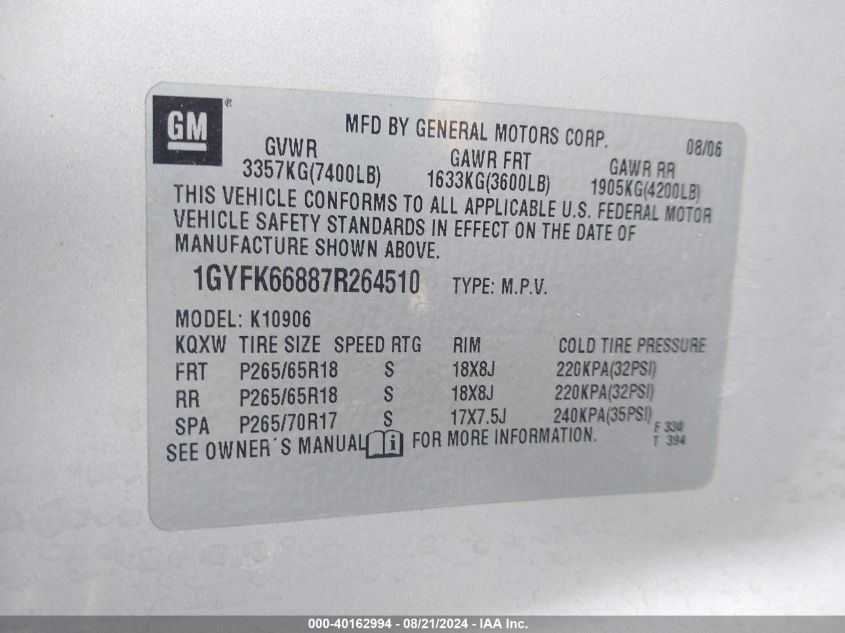 GM ®
MFD BY GENERAL MOTORS CORP. 08/06
GVWR GAWR FRT GAWR RR
3357KG(7400LB) 1633KG(3600LB) 1905KG(4200LB)
THIS VEHICLE CONFORMS TO ALL APPLICABLE U.S. FEDERAL MOTOR
VEHICLE SAFETY STANDARDS IN EFFECT ON THE DATE OF
MANUFACTURE SHOWN ABOVE.
1GYFK66887R264510 TYPE: M.P.V.
MODEL: K10906
KQXW TIRE SIZE SPEED RTG RIM COLD TIRE PRESSURE
FRT P265/65R18 S 18X8J 220KPA(32PSI)
RR P265/65R18 S 18X8J 220KPA(32PSI)
SPA P265/70R17 S 17X7.5J 240KPA(35PSI)
SEE OWNER´S MANUAL i FOR MORE INFORMATION.
F 330
T 394
000-40162994 - 08/21/2024 - IAA Inc.